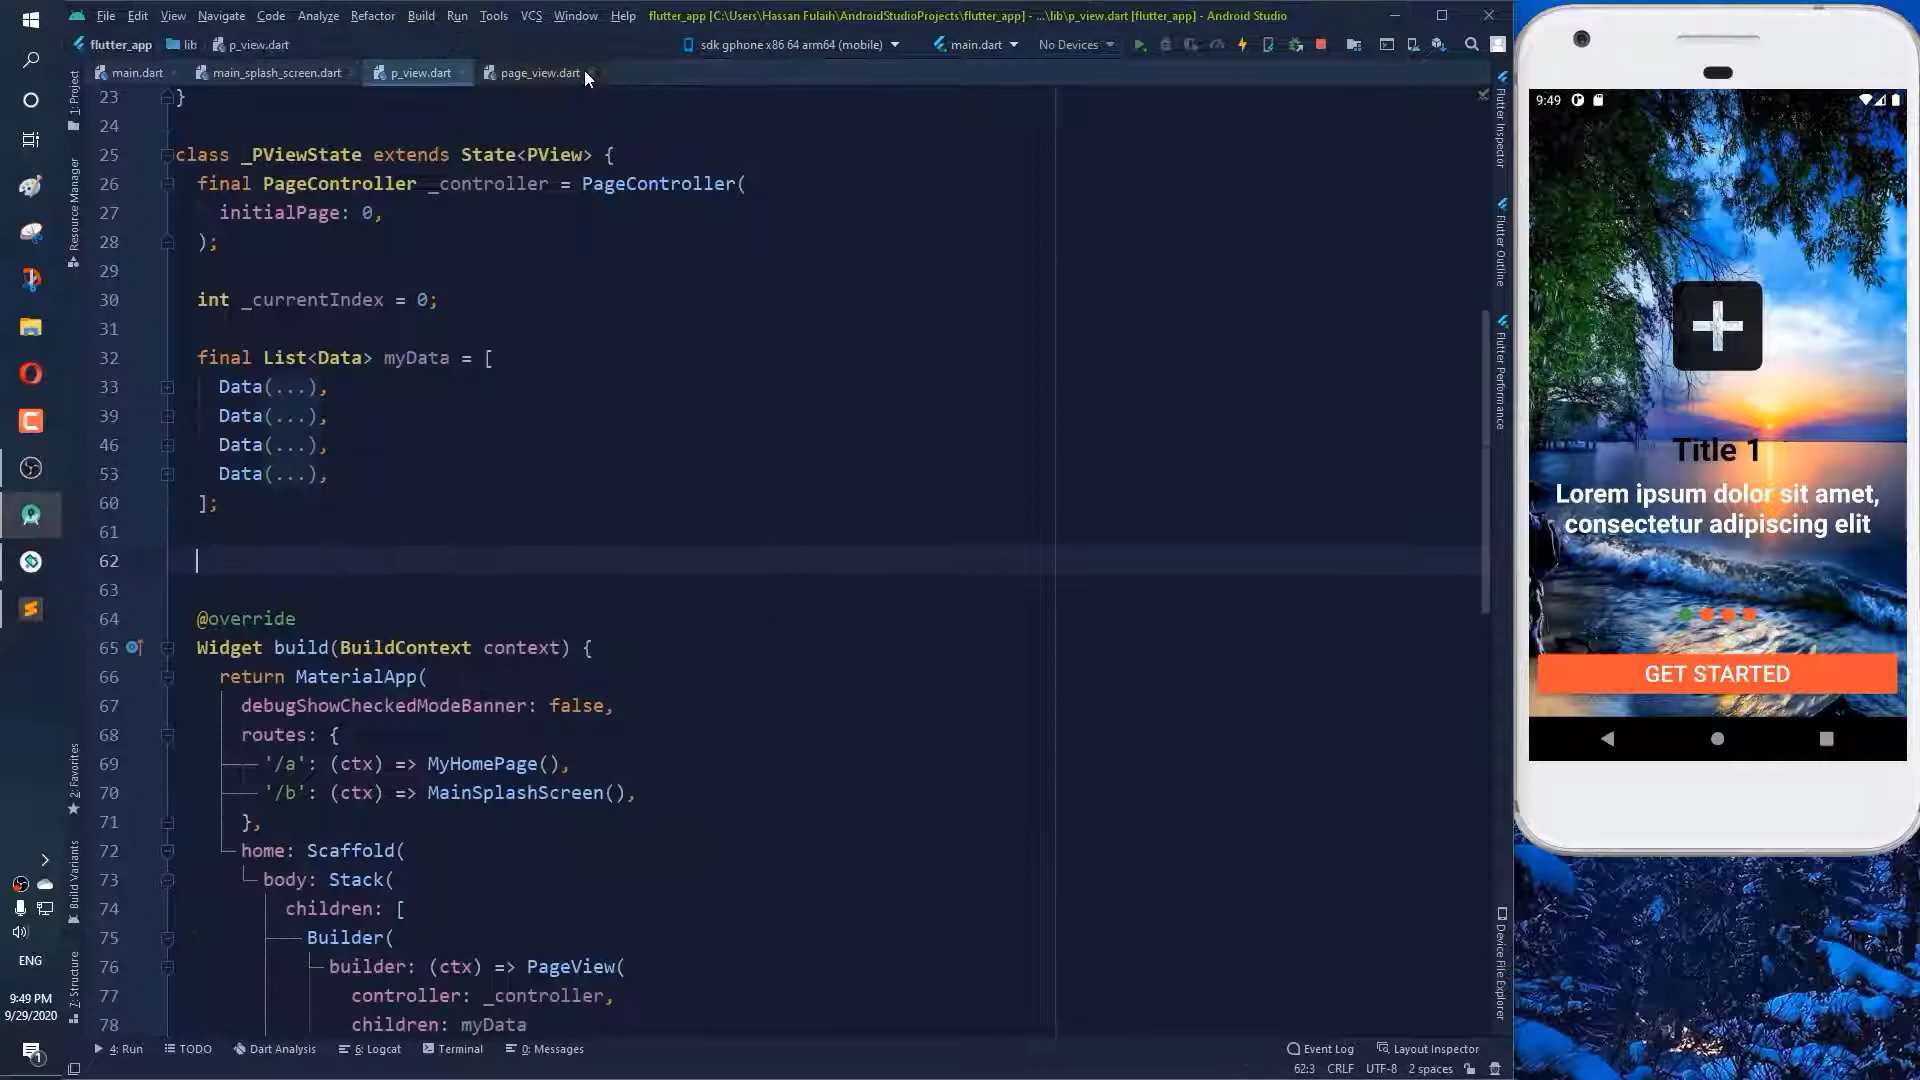 File Edit View Navigate Code Analyze Refactor Build Run Tools VCS Window Help flutter_app [C:\Users\Hassan Fulaih\AndroidStudioProjects\flutter_app] - ...\lib\p_view.dart [flutter_app] - Android Studio
flutter_app lib p_view.dart sdk gphone x86 64 arm64 (mobile) main.dart No Devices
main.dart main_splash_screen.dart p_view.dart page_view.dart
23 }
24
25 class _PViewState extends State<PView> {
26 final PageController _controller = PageController(
27 initialPage: 0,
28 );
29
30 int _currentIndex = 0;
31
32 final List<Data> myData = [
33 Data(...),
39 Data(...),
46 Data(...),
53 Data(...),
60 ];
61
62
63
64 @override
65 Widget build(BuildContext context) {
66 return MaterialApp(
67 debugShowCheckedModeBanner: false,
68 routes: {
69 '/a': (ctx) => MyHomePage(),
70 '/b': (ctx) => MainSplashScreen(),
71 },
72 home: Scaffold(
73 body: Stack(
74 children: [
75 Builder(
76 builder: (ctx) => PageView(
77 controller: _controller,
78 children: myData
1: Project
Resource Manager
2: Favorites
Build Variants
7: Structure
Flutter Inspector
Flutter Outline
Flutter Performance
Device File Explorer
4: Run TODO Dart Analysis 6: Logcat Terminal 0: Messages Event Log Layout Inspector
62:3 CRLF UTF-8 2 spaces
ENG
9:49 PM
9/29/2020
1
9:49
Title 1
Lorem ipsum dolor sit amet,
consectetur adipiscing elit
GET STARTED